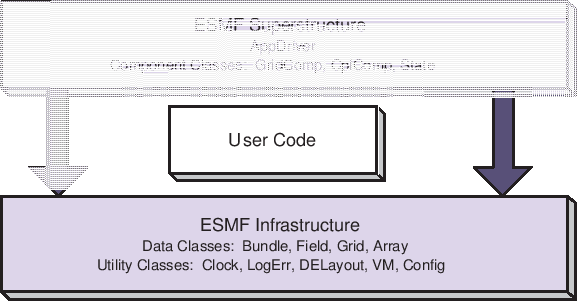 ESMF Superstructure
AppDriver
Component Classes: GridComp, CplComp, State
User Code
ESMF Infrastructure
Data Classes: Bundle, Field, Grid, Array
Utility Classes: Clock, LogErr, DELayout, VM, Config